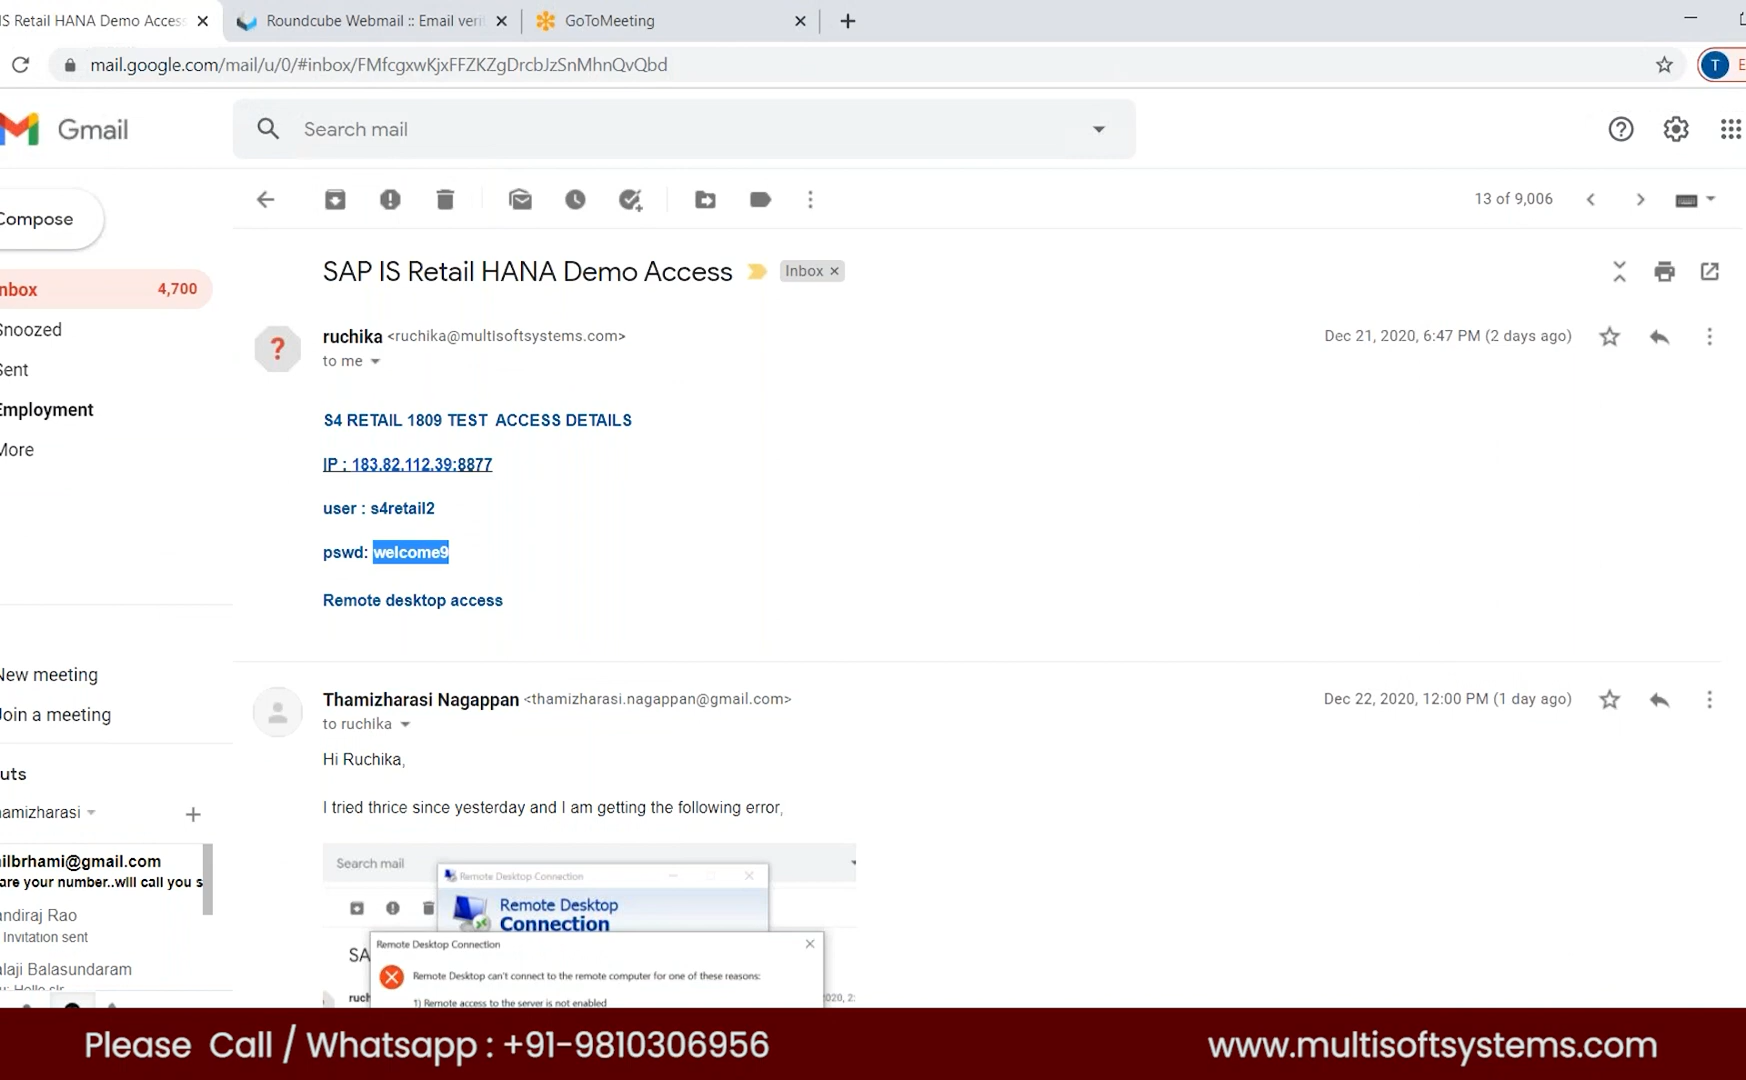 IS Retail HANA Demo Access
Roundcube Webmail :: Email veri
GoToMeeting
mail.google.com/mail/u/0/#inbox/FMfcgxwKjxFFZKZgDrcbJzSnMhnQvQbd
T
E
Gmail
Search mail
Compose
13 of 9,006
SAP IS Retail HANA Demo Access
Inbox
nbox
4,700
Snoozed
ruchika <ruchika@multisoftsystems.com>
Dec 21, 2020, 6:47 PM (2 days ago)
to me
Sent
Employment
More
S4 RETAIL 1809 TEST ACCESS DETAILS
IP : 183.82.112.39:8877
user : s4retail2
pswd: welcome9
Remote desktop access
New meeting
Join a meeting
Thamizharasi Nagappan <thamizharasi.nagappan@gmail.com>
Dec 22, 2020, 12:00 PM (1 day ago)
to ruchika
Hi Ruchika,
uts
amizharasi
I tried thrice since yesterday and I am getting the following error,
ilbrhami@gmail.com
are your number..will call you s
andiraj Rao
Invitation sent
alaji Balasundaram
u: Hello sir
Search mail
Remote Desktop Connection
Remote Desktop
Connection
Remote Desktop Connection
SA
Remote Desktop can't connect to the remote computer for one of these reasons:
ruch
1) Remote access to the server is not enabled
020, 2:
Please Call / Whatsapp : +91-9810306956
www.multisoftsystems.com